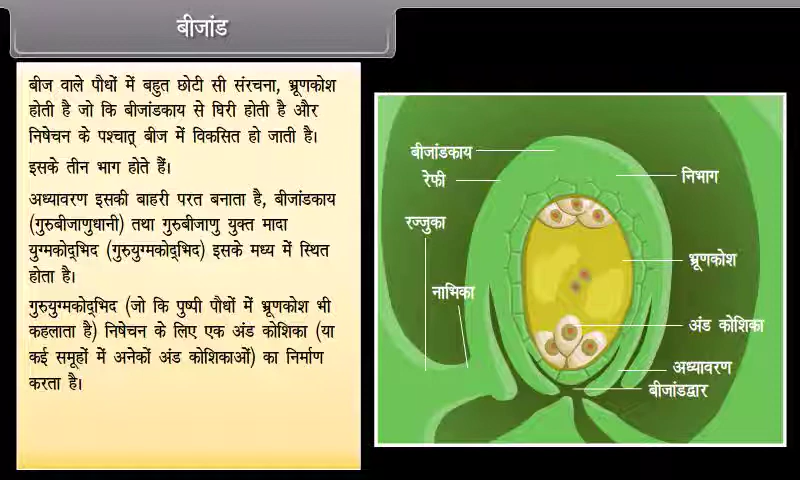 बीजांड
बीज वाले पौधों में बहुत छोटी सी संरचना, भ्रूणकोश
होती है जो कि बीजांडकाय से घिरी होती है और
निषेचन के पश्चात् बीज में विकसित हो जाती है।
इसके तीन भाग होते हैं।
अध्यावरण इसकी बाहरी परत बनाता है, बीजांडकाय
(गुरुबीजाणुधानी) तथा गुरुबीजाणु युक्त मादा
युग्मकोद्भिद (गुरुयुग्मकोद्भिद) इसके मध्य में स्थित
होता है।
गुरुयुग्मकोद्भिद (जो कि पुष्पी पौधों में भ्रूणकोश भी
कहलाता है) निषेचन के लिए एक अंड कोशिका (या
कई समूहों में अनेकों अंड कोशिकाओं) का निर्माण
करता है।
बीजांडकाय
रेफी
निभाग
रज्जुका
भ्रूणकोश
नाभिका
अंड कोशिका
अध्यावरण
बीजांडद्वार